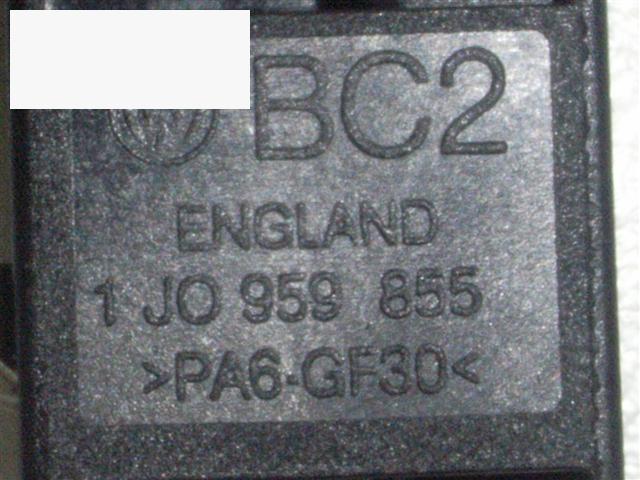 BC2
ENGLAND
1 JO 959 855
>PA6-GF30<